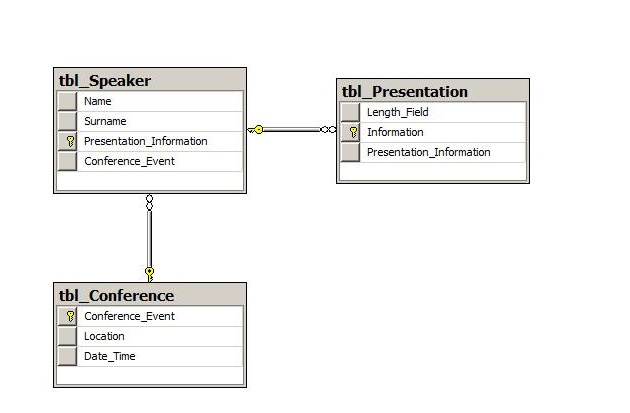 tbl_Speaker
Name
Surname
Presentation_Information
Conference_Event
tbl_Presentation
Length_Field
Information
Presentation_Information
tbl_Conference
Conference_Event
Location
Date_Time